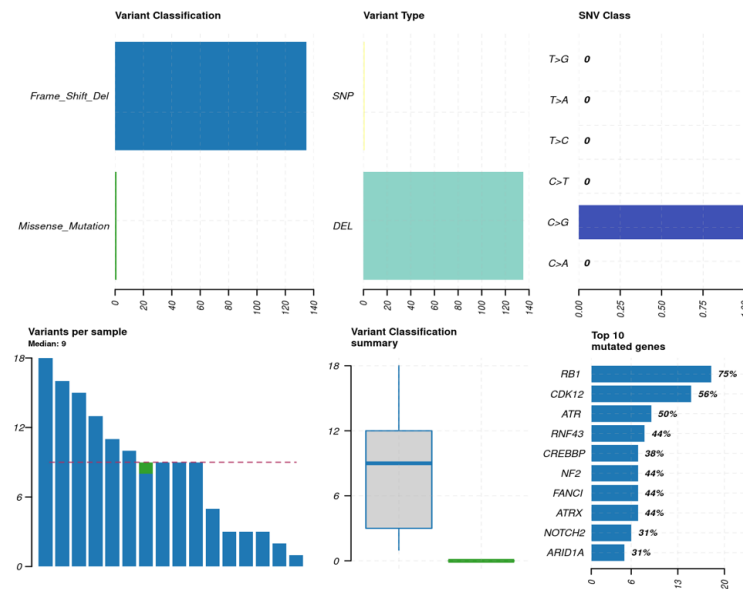 Variant Classification
Frame_Shift_Del
Missense_Mutation
0 20 40 60 80 100 120 140
Variant Type
SNP
DEL
0 20 40 60 80 100 120 140
SNV Class
T>G 0
T>A 0
T>C 0
C>T 0
C>G
C>A 0
0.00 0.25 0.50 0.75
Variants per sample
Median: 9
18
12
6
0
Variant Classification
summary
18
12
6
0
Top 10
mutated genes
RB1 75%
CDK12 56%
ATR 50%
RNF43 44%
CREBBP 38%
NF2 44%
FANCI 44%
ATRX 44%
NOTCH2 31%
ARID1A 31%
0 6 13 20